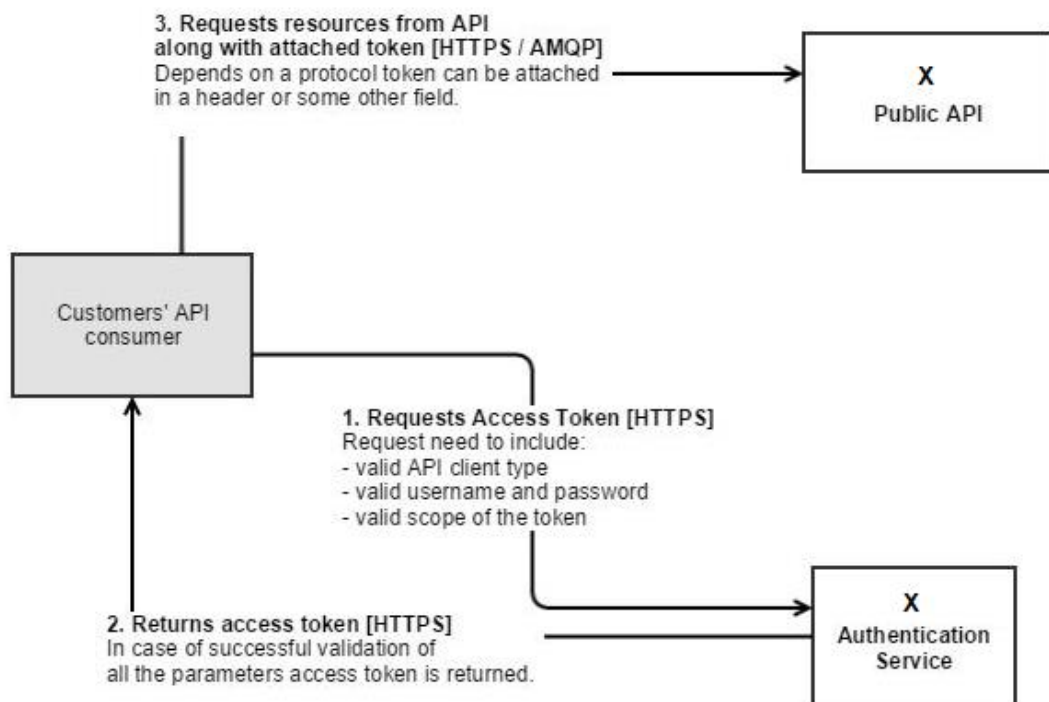 3. Requests resources from API
along with attached token [HTTPS / AMQP]
Depends on a protocol token can be attached
in a header or some other field.
X
Public API
Customers' API
consumer
1. Requests Access Token [HTTPS]
Request need to include:
- valid API client type
- valid username and password
- valid scope of the token
2. Returns access token [HTTPS]
In case of successful validation of
all the parameters access token is returned.
X
Authentication
Service